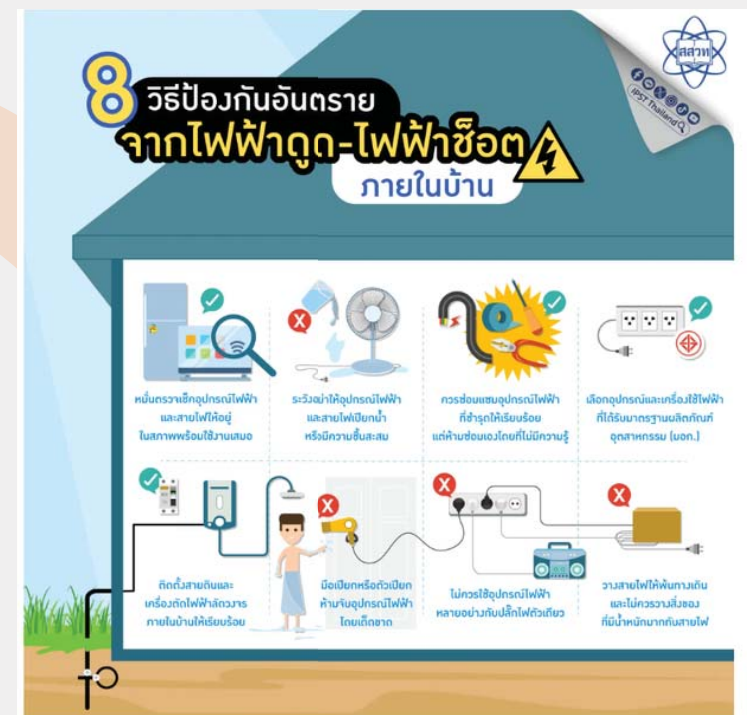 สสวท
IPST Thailand
8
วิธีป้องกันอันตราย
จากไฟฟ้าดูด-ไฟฟ้าช็อต
ภายในบ้าน
หมั่นตรวจเช็คอุปกรณ์ไฟฟ้า
และสายไฟให้อยู่
ในสภาพพร้อมใช้งานเสมอ
ระวังอย่าให้อุปกรณ์ไฟฟ้า
และสายไฟเปียกน้ำ
หรือมีความชื้นสะสม
ควรซ่อมแซมอุปกรณ์ไฟฟ้า
ที่ชำรุดให้เรียบร้อย
แต่ห้ามซ่อมเองโดยที่ไม่มีความรู้
เลือกอุปกรณ์และเครื่องใช้ไฟฟ้า
ที่ได้รับมาตรฐานผลิตภัณฑ์
อุตสาหกรรม (มอก.)
ติดตั้งสายดินและ
เครื่องตัดไฟฟ้าลัดวงจร
ภายในบ้านให้เรียบร้อย
มือเปียกหรือตัวเปียก
ห้ามจับอุปกรณ์ไฟฟ้า
โดยเด็ดขาด
ไม่ควรใช้อุปกรณ์ไฟฟ้า
หลายอย่างกับปลั๊กไฟตัวเดียว
วางสายไฟให้พ้นทางเดิน
และไม่ควรวางสิ่งของ
ที่มีน้ำหนักมากทับสายไฟ